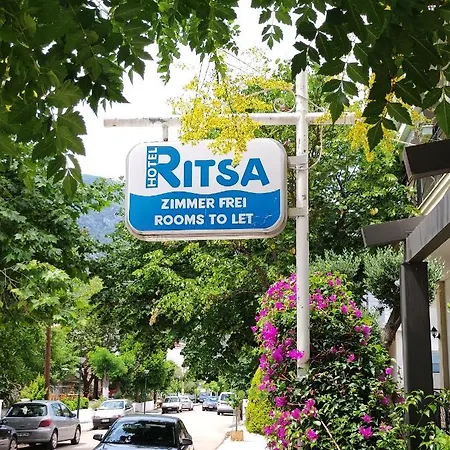 HOTEL RITSA
ZIMMER FREI
ROOMS TO LET